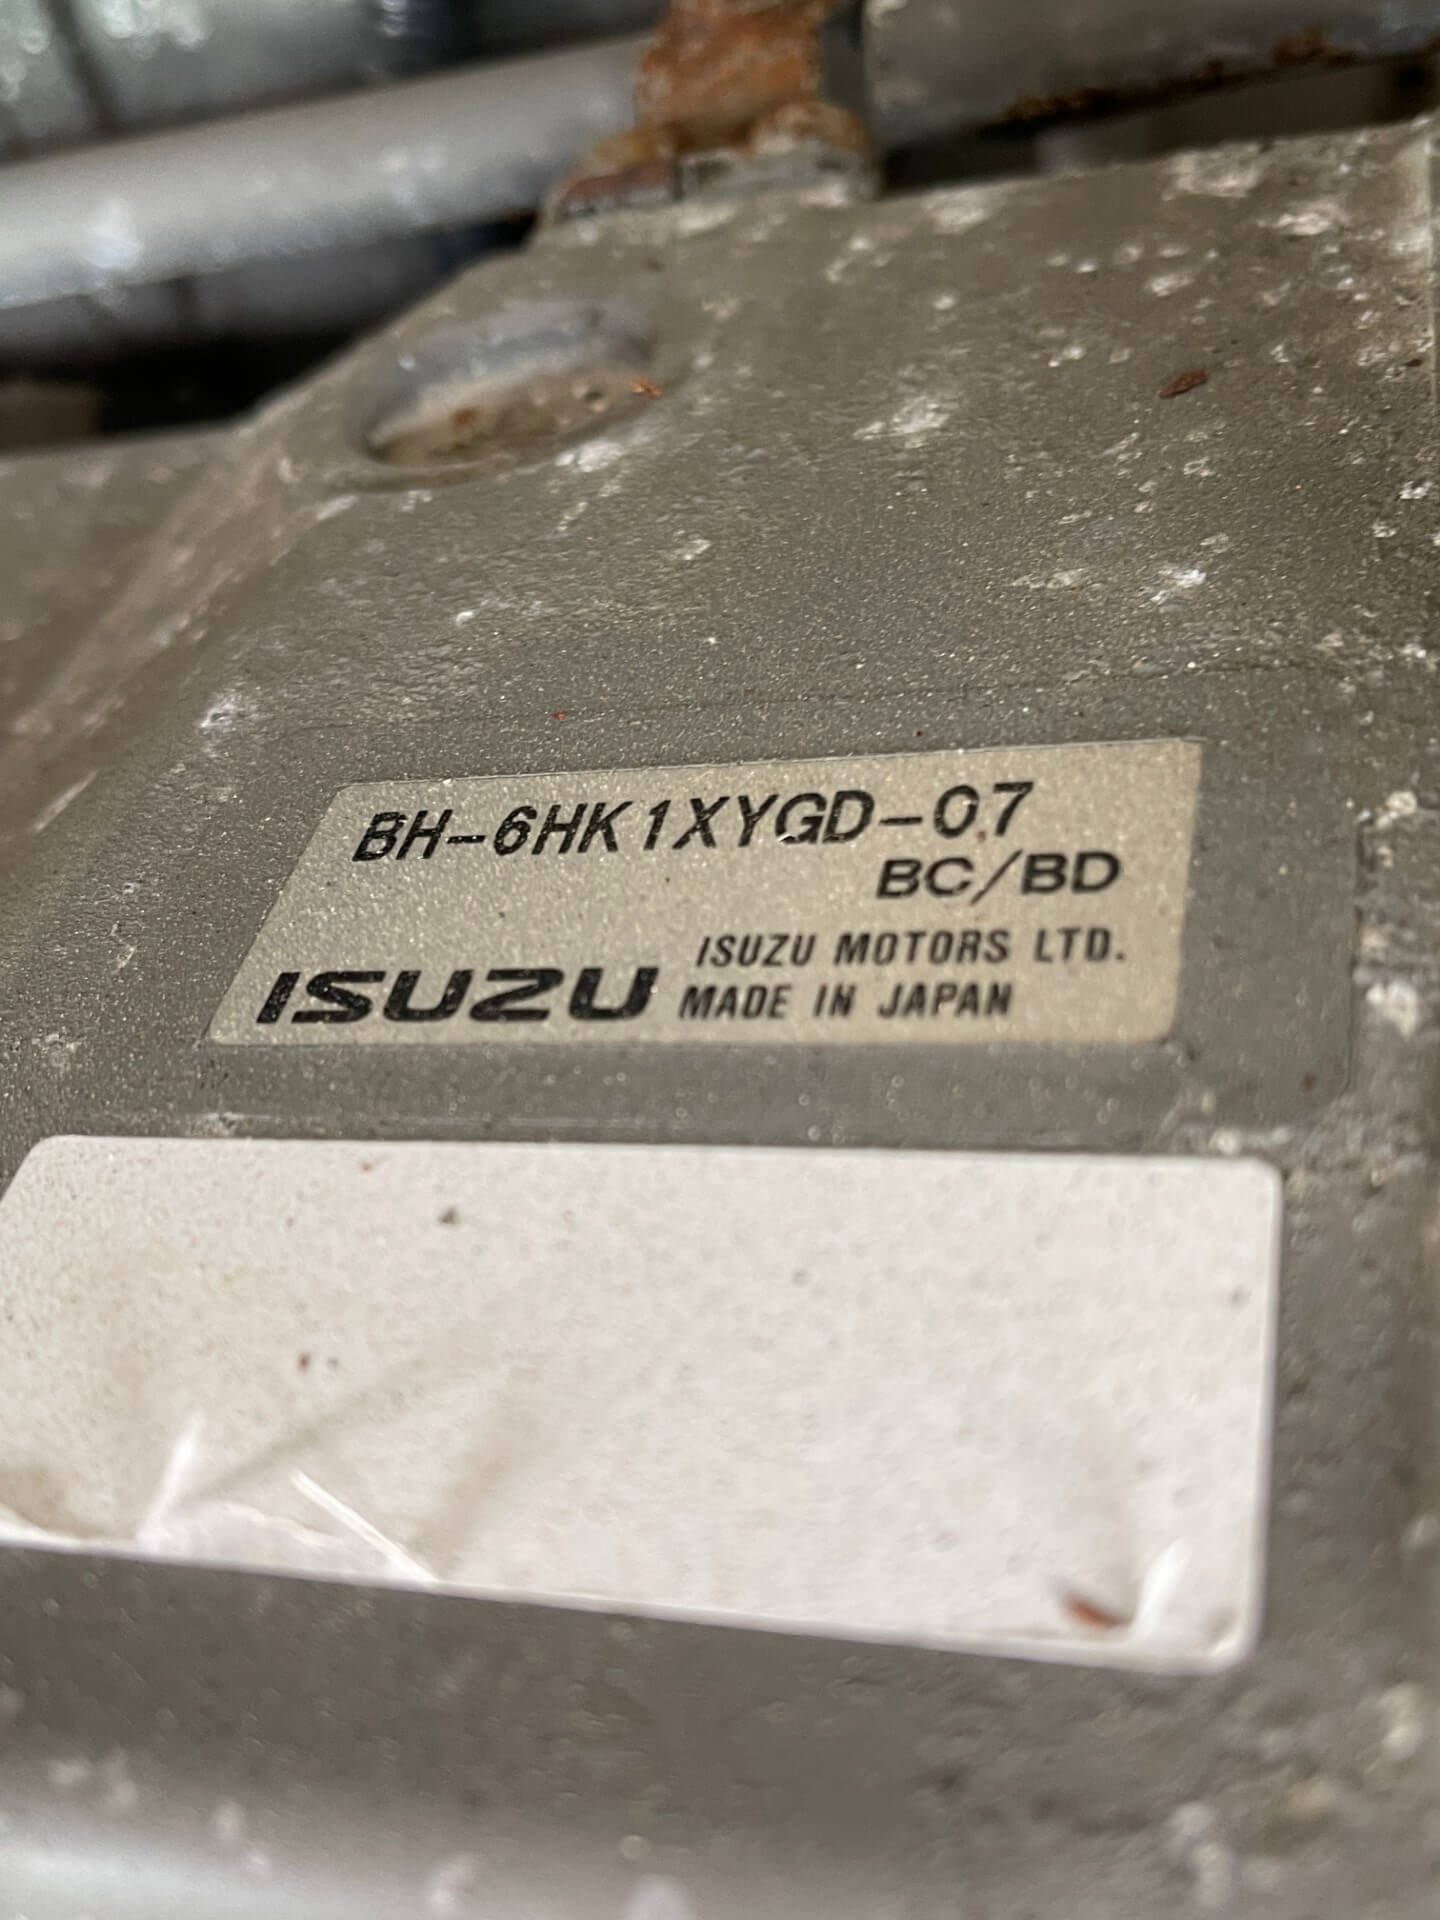 BH-6HK1XYGD-07
BC/BD
ISUZU MOTORS LTD.
ISUZU MADE IN JAPAN